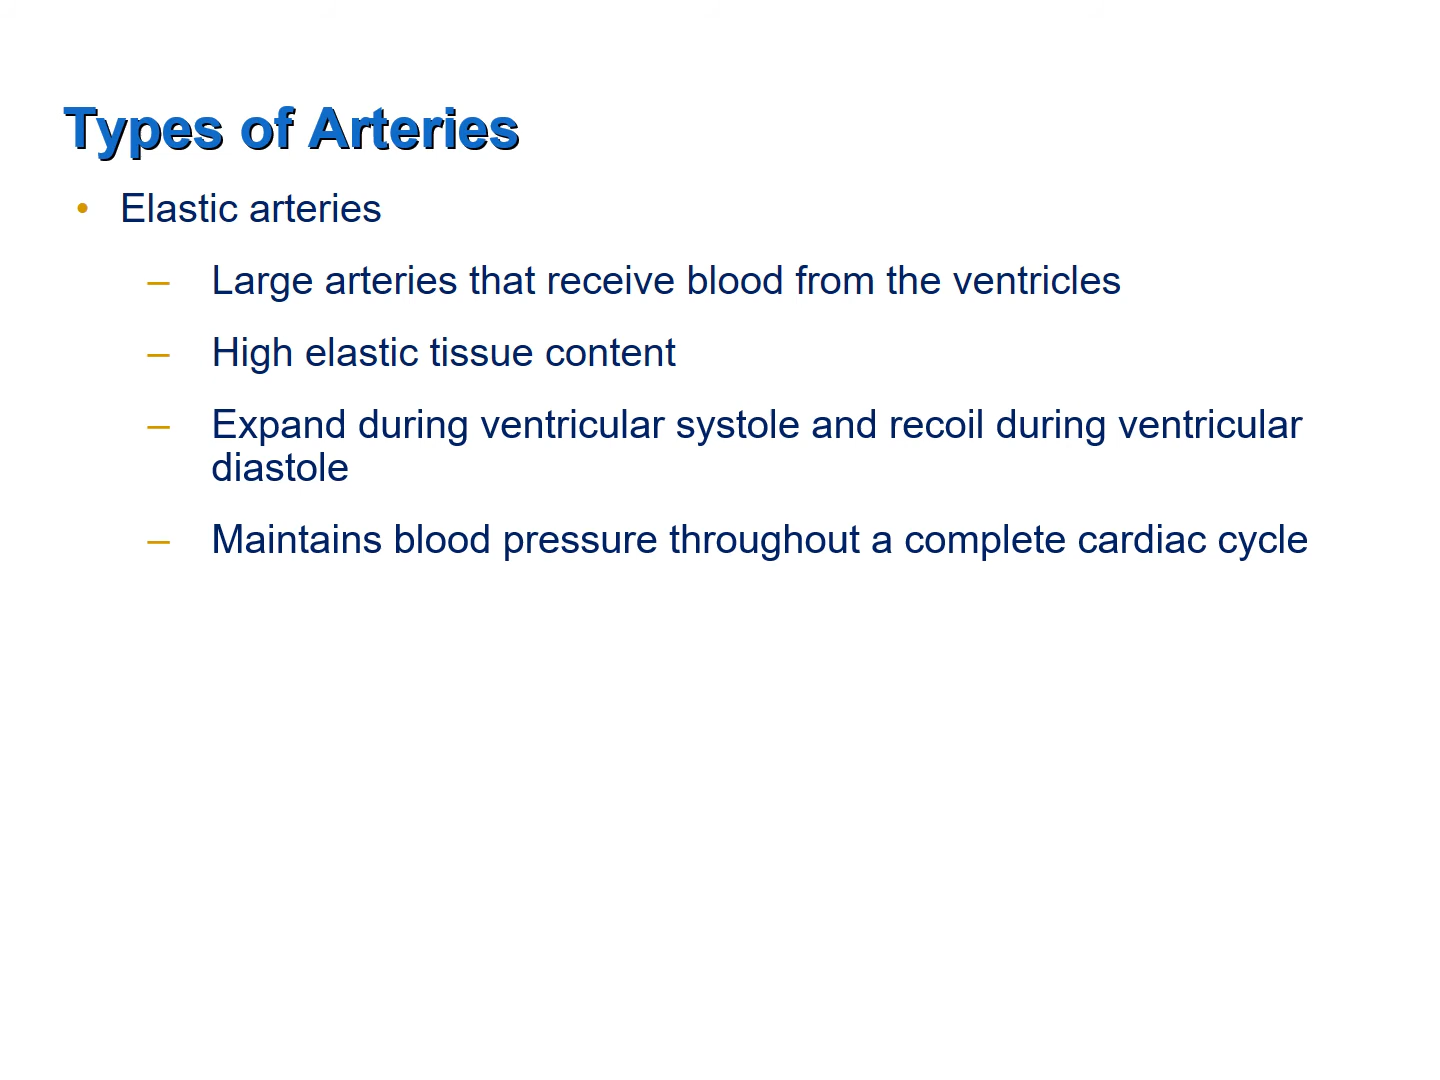 Types of Arteries
• Elastic arteries
– Large arteries that receive blood from the ventricles
– High elastic tissue content
– Expand during ventricular systole and recoil during ventricular
diastole
– Maintains blood pressure throughout a complete cardiac cycle